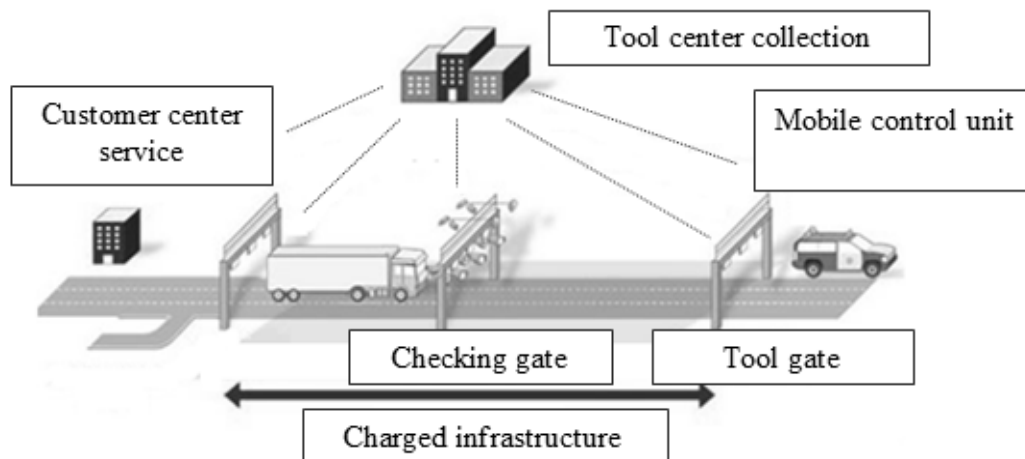 Tool center collection
Customer center
service
Mobile control unit
Checking gate
Tool gate
Charged infrastructure